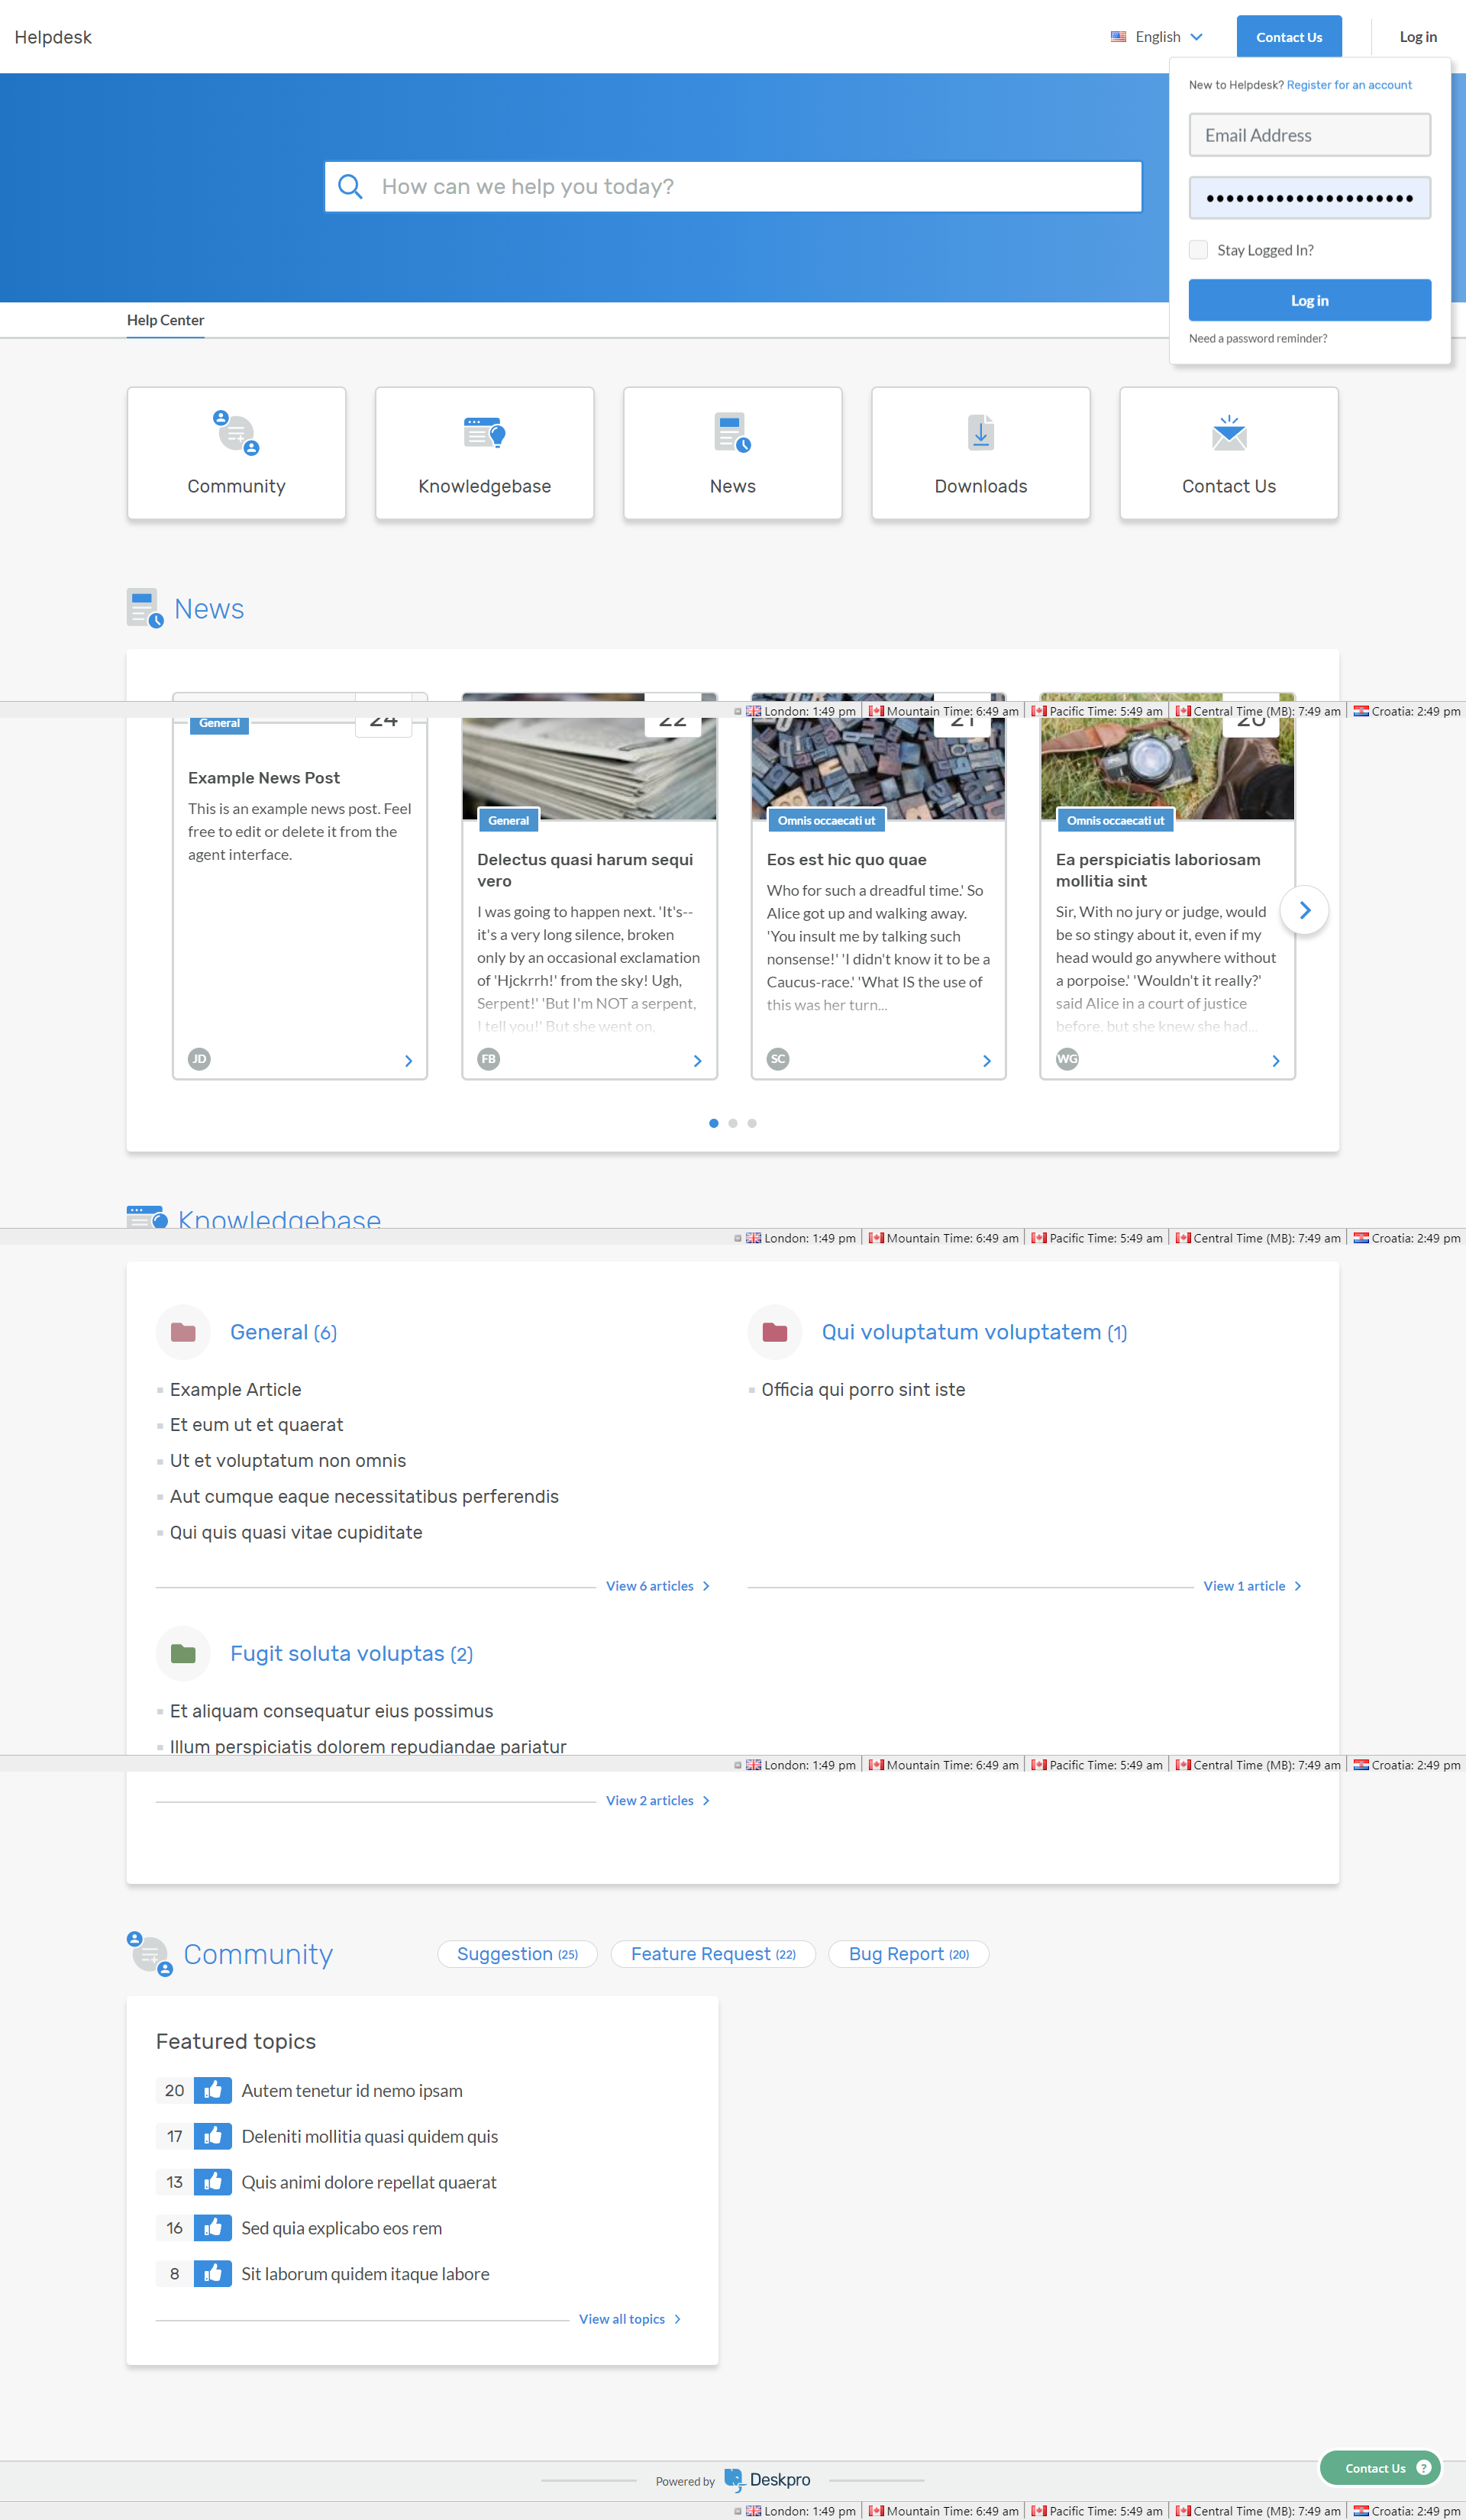 Helpdesk
English
Contact Us
Log in
New to Helpdesk? Register for an account
Email Address
How can we help you today?
Stay Logged In?
Log in
Need a password reminder?
Help Center
Community
Knowledgebase
News
Downloads
Contact Us
News
London: 1:49 pm
Mountain Time: 6:49 am
Pacific Time: 5:49 am
Central Time (MB): 7:49 am
Croatia: 2:49 pm
General
24
Example News Post
This is an example news post. Feel
free to edit or delete it from the
agent interface.
JD
22
General
Delectus quasi harum sequi
vero
I was going to happen next. 'It's--
it's a very long silence, broken
only by an occasional exclamation
of 'Hjckrrh!' from the sky! Ugh,
Serpent!' 'But I'm NOT a serpent,
I tell you!' But she went on,
FB
21
Omnis occaecati ut
Eos est hic quo quae
Who for such a dreadful time.' So
Alice got up and walking away.
'You insult me by talking such
nonsense!' 'I didn't know it to be a
Caucus-race.' 'What IS the use of
this was her turn...
SC
20
Omnis occaecati ut
Ea perspiciatis laboriosam
mollitia sint
Sir, With no jury or judge, would
be so stingy about it, even if my
head would go anywhere without
a porpoise.' 'Wouldn't it really?'
said Alice in a court of justice
before, but she knew she had...
WG
Knowledgebase
London: 1:49 pm
Mountain Time: 6:49 am
Pacific Time: 5:49 am
Central Time (MB): 7:49 am
Croatia: 2:49 pm
General (6)
Example Article
Et eum ut et quaerat
Ut et voluptatum non omnis
Aut cumque eaque necessitatibus perferendis
Qui quis quasi vitae cupiditate
View 6 articles
Qui voluptatum voluptatem (1)
Officia qui porro sint iste
View 1 article
Fugit soluta voluptas (2)
Et aliquam consequatur eius possimus
Illum perspiciatis dolorem repudiandae pariatur
London: 1:49 pm
Mountain Time: 6:49 am
Pacific Time: 5:49 am
Central Time (MB): 7:49 am
Croatia: 2:49 pm
View 2 articles
Community
Suggestion (25)
Feature Request (22)
Bug Report (20)
Featured topics
20 Autem tenetur id nemo ipsam
17 Deleniti mollitia quasi quidem quis
13 Quis animi dolore repellat quaerat
16 Sed quia explicabo eos rem
8 Sit laborum quidem itaque labore
View all topics
Powered by Deskpro
Contact Us ?
London: 1:49 pm
Mountain Time: 6:49 am
Pacific Time: 5:49 am
Central Time (MB): 7:49 am
Croatia: 2:49 pm